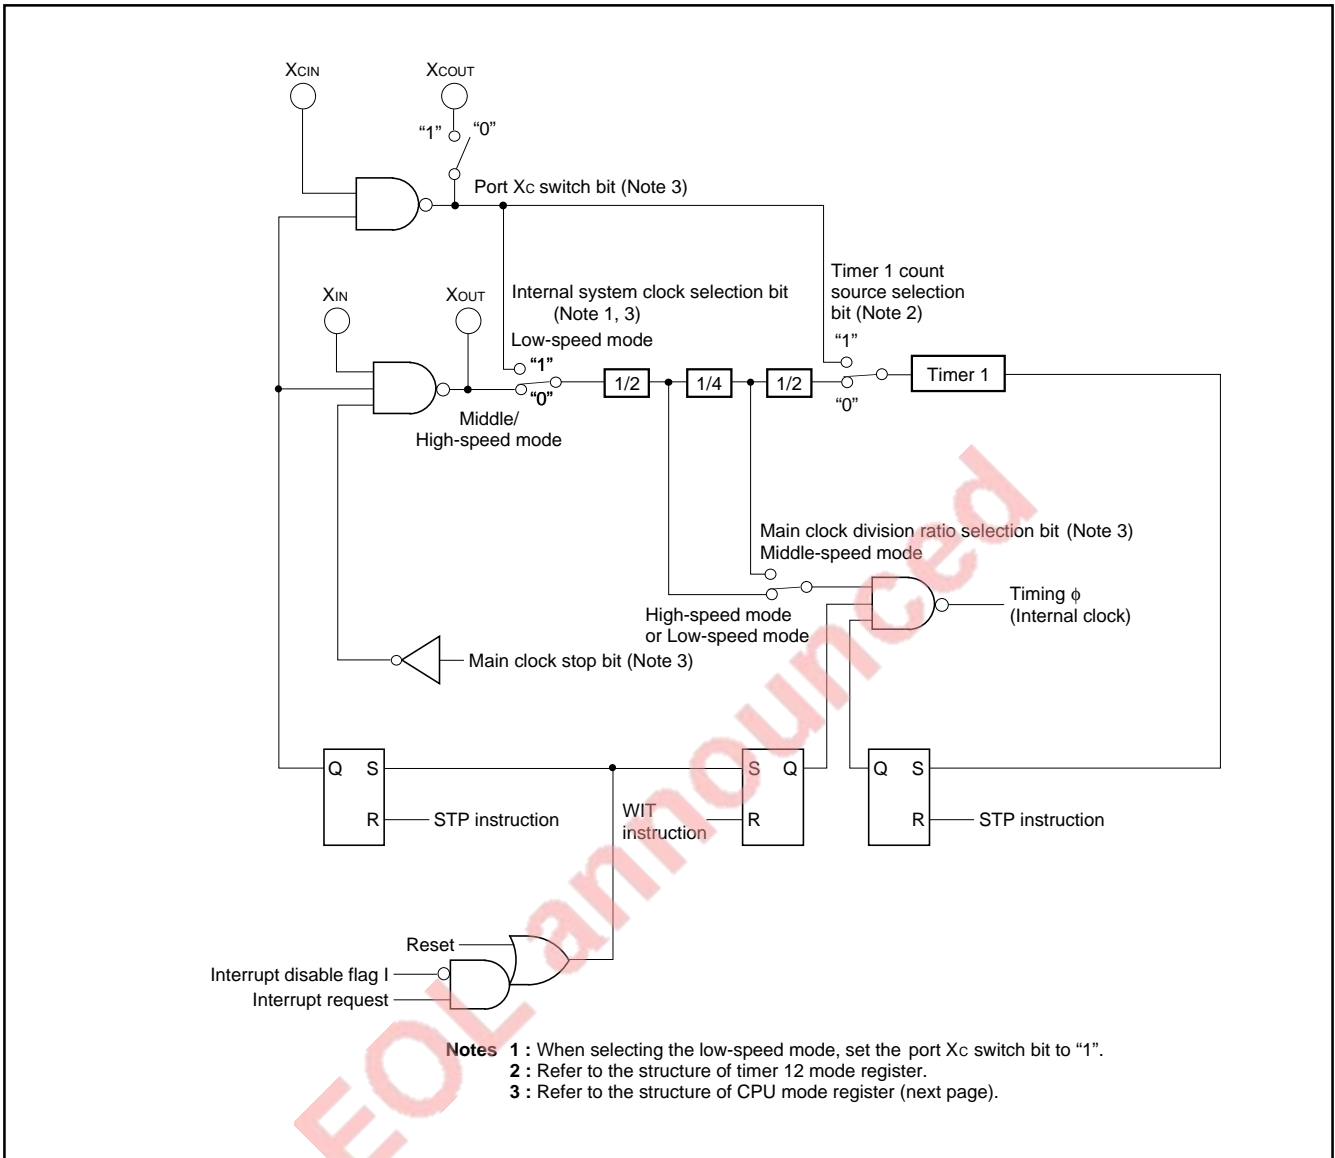 XCIN
XCOUT
“1” “0”
Port XC switch bit (Note 3)
XIN
XOUT
Internal system clock selection bit
(Note 1, 3)
Low-speed mode
“1”
“0”
Middle/
High-speed mode
1/2
1/4
1/2
Timer 1 count
source selection
bit (Note 2)
“1”
“0”
Timer 1
Main clock division ratio selection bit (Note 3)
Middle-speed mode
High-speed mode
or Low-speed mode
Timing ϕ
(Internal clock)
Main clock stop bit (Note 3)
Q S
R
STP instruction
WIT
instruction
S Q
R
Q S
R
STP instruction
Reset
Interrupt disable flag I
Interrupt request
Notes 1 : When selecting the low-speed mode, set the port XC switch bit to “1”.
2 : Refer to the structure of timer 12 mode register.
3 : Refer to the structure of CPU mode register (next page).
EOL announced